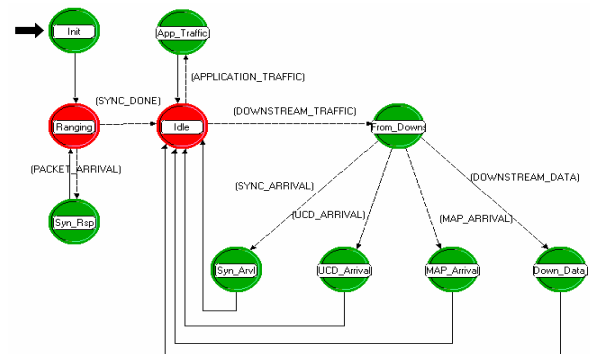 Init
App_Traffic
(APPLICATION_TRAFFIC)
(SYNC_DONE)
(DOWNSTREAM_TRAFFIC)
Ranging
Idle
From_Downs
(PACKET_ARRIVAL)
(SYNC_ARRIVAL)
(DOWNSTREAM_DATA)
(UCD_ARRIVAL)
(MAP_ARRIVAL)
Syn_Rsp
Syn_Arvl
UCD_Arrival
MAP_Arrival
Down_Data